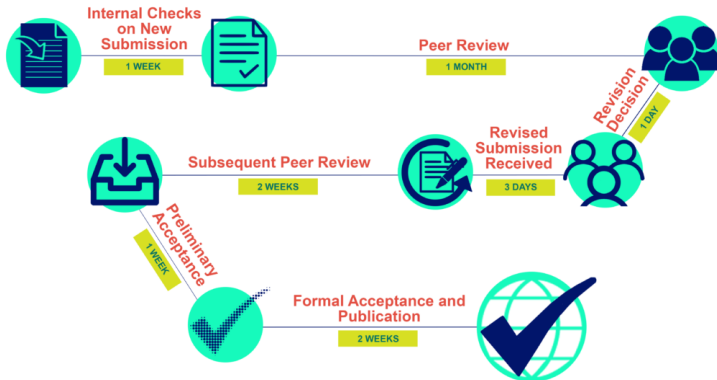 Internal Checks
on New
Submission
1 WEEK
Peer Review
1 MONTH
Revision
Decision
1 DAY
Revised
Submission
Received
3 DAYS
Subsequent Peer Review
2 WEEKS
Preliminary
Acceptance
1 WEEK
Formal Acceptance and
Publication
2 WEEKS